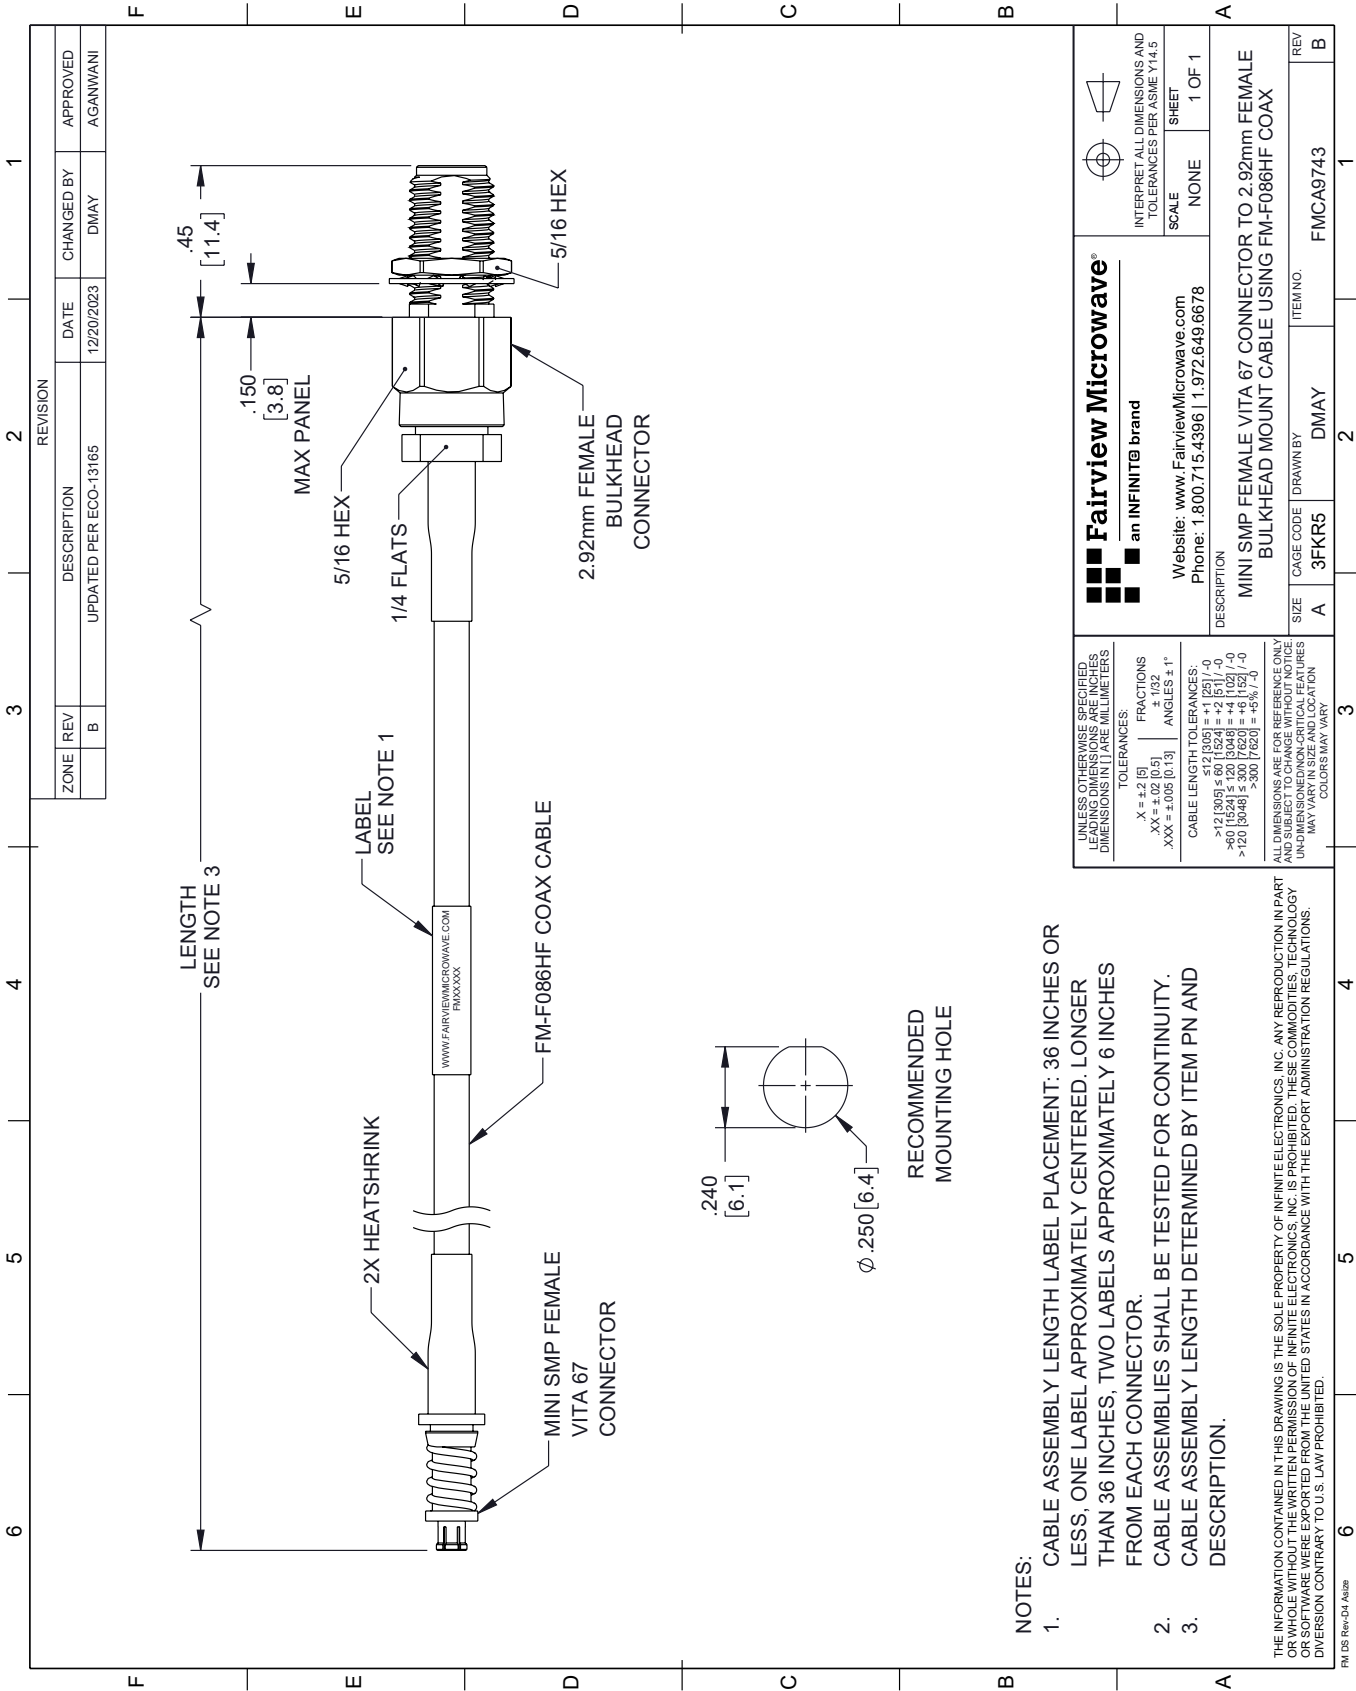 6
5
4
3
2
1
F
E
D
C
B
A
REVISION
ZONE
REV
DESCRIPTION
DATE
CHANGED BY
APPROVED
B
UPDATED PER ECO-13165
12/20/2023
DMAY
AGANWANI
LENGTH
SEE NOTE 3
.45
[11.4]
.150
[3.8]
MAX PANEL
5/16 HEX
1/4 FLATS
5/16 HEX
2.92mm FEMALE
BULKHEAD
CONNECTOR
LABEL
SEE NOTE 1
WWW.FAIRVIEWMICROWAVE.COM
FMXXXXX
FM-F086HF COAX CABLE
2X HEATSHRINK
MINI SMP FEMALE
VITA 67
CONNECTOR
.240
[6.1]
Ø .250 [6.4]
RECOMMENDED
MOUNTING HOLE
NOTES:
1. CABLE ASSEMBLY LENGTH LABEL PLACEMENT: 36 INCHES OR
LESS, ONE LABEL APPROXIMATELY CENTERED. LONGER
THAN 36 INCHES, TWO LABELS APPROXIMATELY 6 INCHES
FROM EACH CONNECTOR.
2. CABLE ASSEMBLIES SHALL BE TESTED FOR CONTINUITY.
3. CABLE ASSEMBLY LENGTH DETERMINED BY ITEM PN AND
DESCRIPTION.
THE INFORMATION CONTAINED IN THIS DRAWING IS THE SOLE PROPERTY OF INFINITE ELECTRONICS, INC. ANY REPRODUCTION IN PART
OR WHOLE WITHOUT THE WRITTEN PERMISSION OF INFINITE ELECTRONICS, INC. IS PROHIBITED. THESE COMMODITIES, TECHNOLOGY
OR SOFTWARE WERE EXPORTED FROM THE UNITED STATES IN ACCORDANCE WITH THE EXPORT ADMINISTRATION REGULATIONS.
DIVERSION CONTRARY TO U.S. LAW PROHIBITED.
UNLESS OTHERWISE SPECIFIED
LEADING DIMENSIONS ARE INCHES
DIMENSIONS IN [ ] ARE MILLIMETERS
TOLERANCES:
.X = ±.2 [5]
.XX = ±.02 [0.5]
.XXX = ±.005 [0.13]
FRACTIONS
± 1/32
ANGLES ± 1°
CABLE LENGTH TOLERANCES:
≤12 [305] = +1 [25] / -0
>12 [305] ≤ 60 [1524] = +2 [51] / -0
>60 [1524] ≤ 120 [3048] = +4 [102] / -0
>120 [3048] ≤ 300 [7620] = +6 [152] / -0
>300 [7620] = +5% / -0
ALL DIMENSIONS ARE FOR REFERENCE ONLY
AND SUBJECT TO CHANGE WITHOUT NOTICE.
UN-DIMENSIONED/NON-CRITICAL FEATURES
MAY VARY IN SIZE AND LOCATION
COLORS MAY VARY
Fairview Microwave®
an INFINIT℮ brand
Website: www.FairviewMicrowave.com
Phone: 1.800.715.4396 | 1.972.649.6678
INTERPRET ALL DIMENSIONS AND
TOLERANCES PER ASME Y14.5
SCALE
NONE
SHEET
1 OF 1
DESCRIPTION
MINI SMP FEMALE VITA 67 CONNECTOR TO 2.92mm FEMALE
BULKHEAD MOUNT CABLE USING FM-F086HF COAX
SIZE
A
CAGE CODE
3FKR5
DRAWN BY
DMAY
ITEM NO.
FMCA9743
REV
B
F
E
D
C
B
A
6
5
4
3
2
1
FM DS Rev-D4 Asize